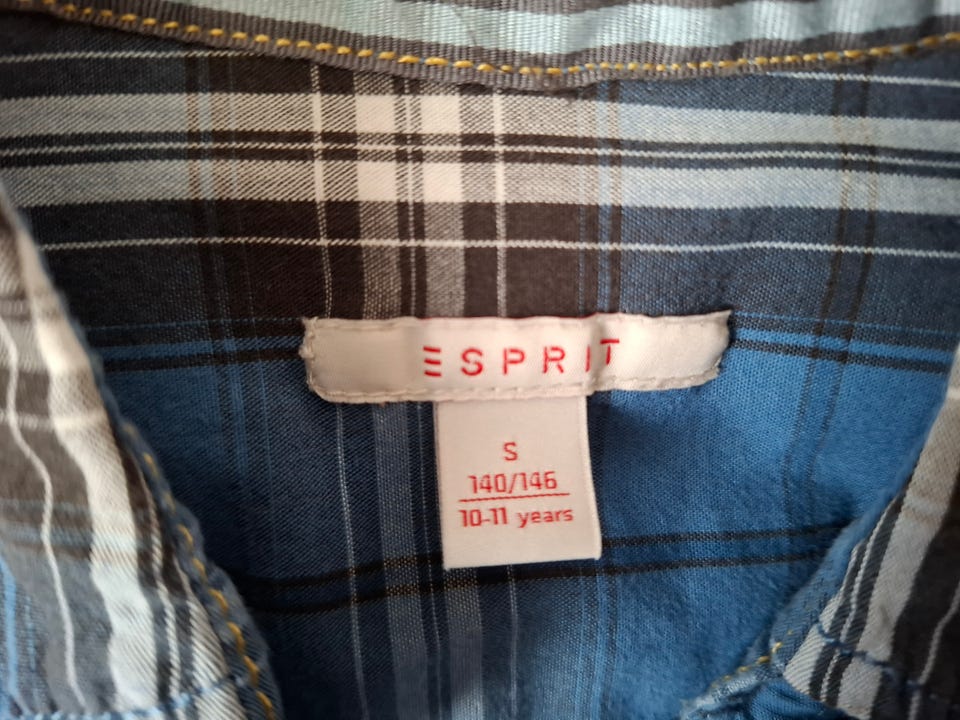 ESPRIT
S
140/146
10-11 years